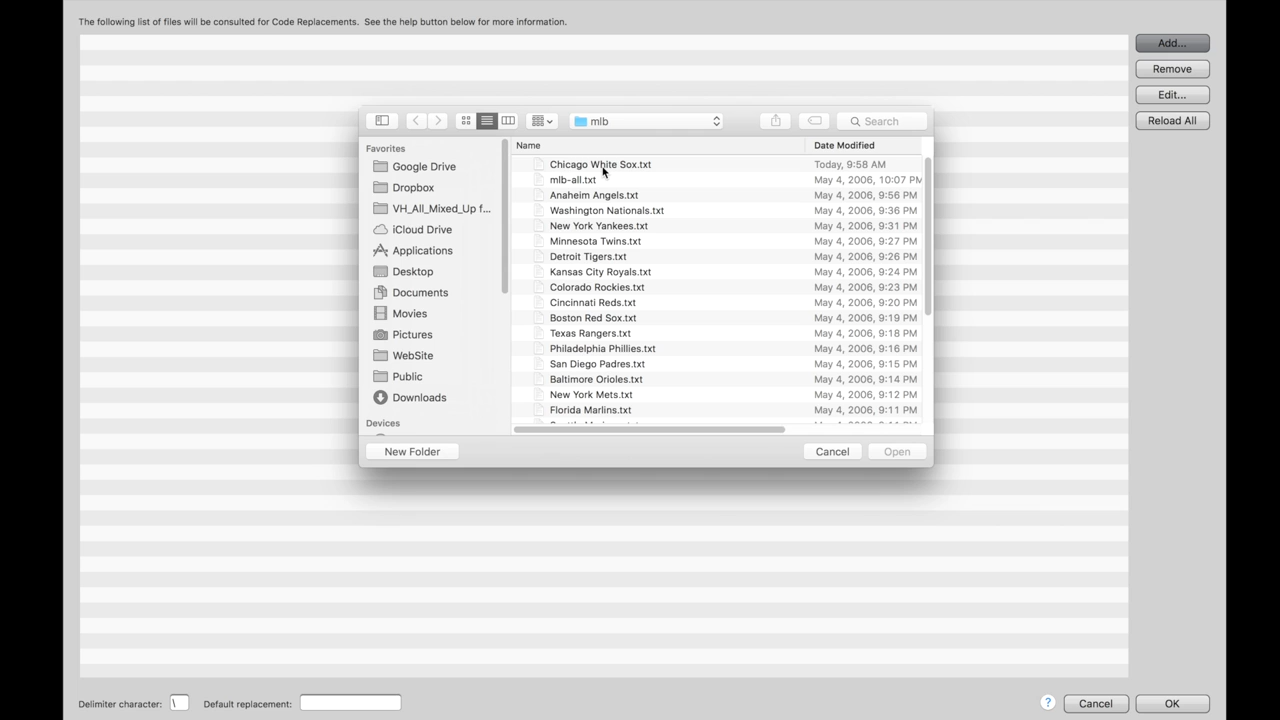 The following list of files will be consulted for Code Replacements. See the help button below for more information.
Add...
Remove
Edit...
Reload All
mlb
Search
Favorites
Google Drive
Dropbox
VH_All_Mixed_Up f...
iCloud Drive
Applications
Desktop
Documents
Movies
Pictures
WebSite
Public
Downloads
Devices
Name Date Modified
Chicago White Sox.txt Today, 9:58 AM
mlb-all.txt May 4, 2006, 10:07 PM
Anaheim Angels.txt May 4, 2006, 9:56 PM
Washington Nationals.txt May 4, 2006, 9:36 PM
New York Yankees.txt May 4, 2006, 9:31 PM
Minnesota Twins.txt May 4, 2006, 9:27 PM
Detroit Tigers.txt May 4, 2006, 9:26 PM
Kansas City Royals.txt May 4, 2006, 9:24 PM
Colorado Rockies.txt May 4, 2006, 9:23 PM
Cincinnati Reds.txt May 4, 2006, 9:20 PM
Boston Red Sox.txt May 4, 2006, 9:19 PM
Texas Rangers.txt May 4, 2006, 9:18 PM
Philadelphia Phillies.txt May 4, 2006, 9:16 PM
San Diego Padres.txt May 4, 2006, 9:15 PM
Baltimore Orioles.txt May 4, 2006, 9:14 PM
New York Mets.txt May 4, 2006, 9:12 PM
Florida Marlins.txt May 4, 2006, 9:11 PM
New Folder
Cancel Open
Delimiter character: \ Default replacement:
? Cancel OK